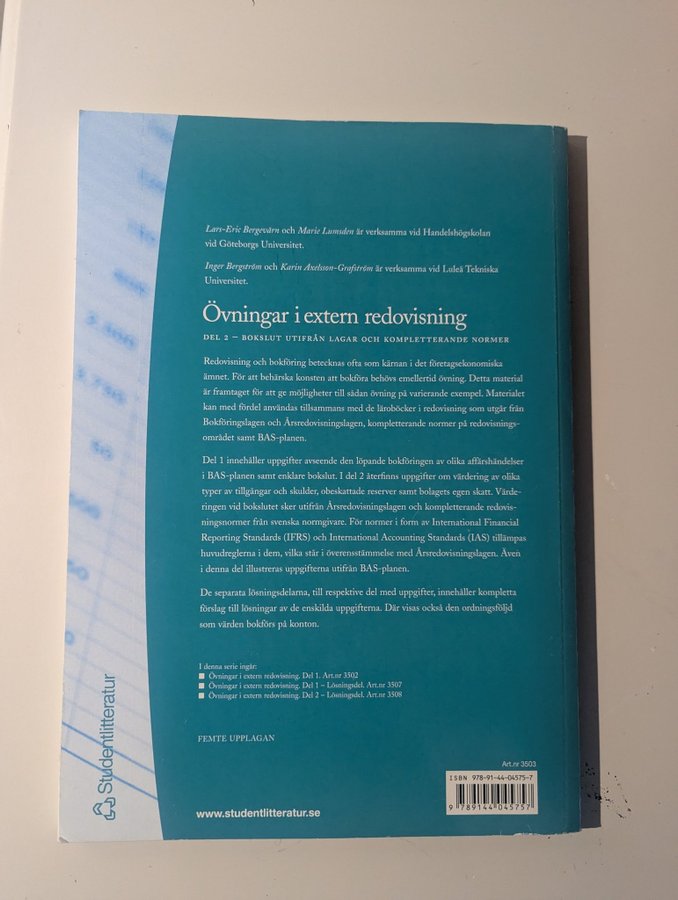 Lars-Eric Bergevärn och Marie Lumsden är verksamma vid Handelshögskolan
vid Göteborgs Universitet.
Inger Bergström och Karin Axelsson-Grafström är verksamma vid Luleå Tekniska
Universitet.
Övningar i extern redovisning
DEL 2 – BOKSLUT UTIFRÅN LAGAR OCH KOMPLETTERANDE NORMER
Redovisning och bokföring betecknas ofta som kärnan i det företagsekonomiska
ämnet. För att behärska konsten att bokföra behövs emellertid övning. Detta material
är framtaget för att ge möjligheter till sådan övning på varierande exempel. Materialet
kan med fördel användas tillsammans med de läroböcker i redovisning som utgår från
Bokföringslagen och Årsredovisningslagen, kompletterande normer på redovisnings-
området samt BAS-planen.
Del 1 innehåller uppgifter avseende den löpande bokföringen av olika affärshändelser
i BAS-planen samt enklare bokslut. I del 2 återfinns uppgifter om värdering av olika
typer av tillgångar och skulder, obeskattade reserver samt bolagets egen skatt. Värde-
ringen vid bokslutet sker utifrån Årsredovisningslagen och kompletterande redovis-
ningsnormer från svenska normgivare. För normer i form av International Financial
Reporting Standards (IFRS) och International Accounting Standards (IAS) tillämpas
huvudreglerna i dem, vilka står i överensstämmelse med Årsredovisningslagen. Även
i denna del illustreras uppgifterna utifrån BAS-planen.
De separata lösningsdelarna, till respektive del med uppgifter, innehåller kompletta
förslag till lösningar av de enskilda uppgifterna. Där visas också den ordningsföljd
som värden bokförs på konton.
I denna serie ingår:
■ Övningar i extern redovisning. Del 1. Art.nr 3502
■ Övningar i extern redovisning. Del 1 – Lösningsdel. Art.nr 3507
■ Övningar i extern redovisning. Del 2 – Lösningsdel. Art.nr 3508
FEMTE UPPLAGAN
Art.nr 3503
ISBN 978-91-44-04575-7
9 789144 045757
www.studentlitteratur.se
Studentlitteratur